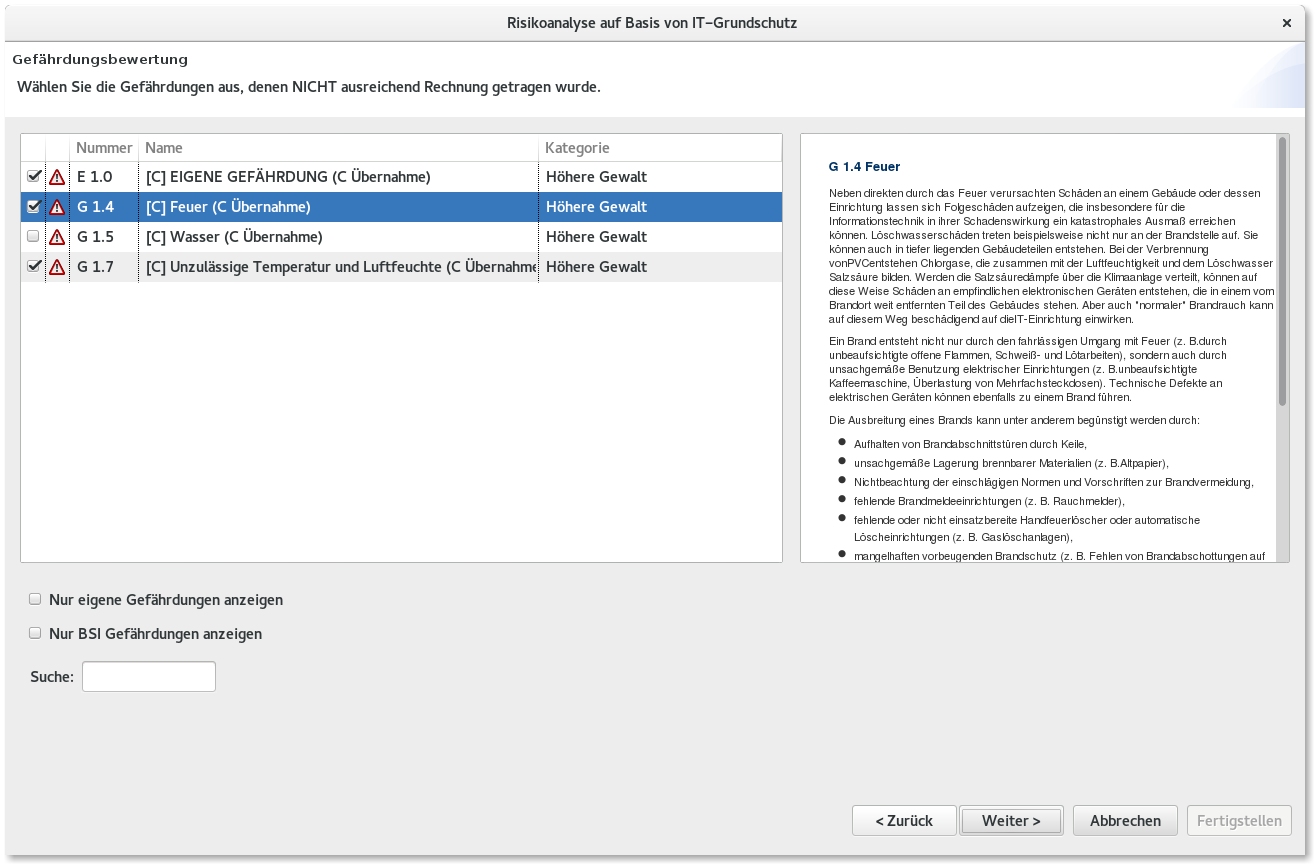 Risikoanalyse auf Basis von IT-Grundschutz
Gefährdungsbewertung
Wählen Sie die Gefährdungen aus, denen NICHT ausreichend Rechnung getragen wurde.
Nummer Name Kategorie
E 1.0 [C] EIGENE GEFÄHRDUNG (C Übernahme) Höhere Gewalt
G 1.4 [C] Feuer (C Übernahme) Höhere Gewalt
G 1.5 [C] Wasser (C Übernahme) Höhere Gewalt
G 1.7 [C] Unzulässige Temperatur und Luftfeuchte (C Übernahme Höhere Gewalt
G 1.4 Feuer
Neben direkten durch das Feuer verursachten Schäden an einem Gebäude oder dessen
Einrichtung lassen sich Folgeschäden aufzeigen, die insbesondere für die
Informationstechnik in ihrer Schadenswirkung ein katastrophales Ausmaß erreichen
können. Löschwasserschäden treten beispielsweise nicht nur an der Brandstelle auf. Sie
können auch in tiefer liegenden Gebäudeteilen entstehen. Bei der Verbrennung
vonPVCentstehen Chlorgase, die zusammen mit der Luftfeuchtigkeit und dem Löschwasser
Salzsäure bilden. Werden die Salzsäuredämpfe über die Klimaanlage verteilt, können auf
diese Weise Schäden an empfindlichen elektronischen Geräten entstehen, die in einem vom
Brandort weit entfernten Teil des Gebäudes stehen. Aber auch "normaler" Brandrauch kann
auf diesem Weg beschädigend auf dieIT-Einrichtung einwirken.
Ein Brand entsteht nicht nur durch den fahrlässigen Umgang mit Feuer (z. B.durch
unbeaufsichtigte offene Flammen, Schweiß- und Lötarbeiten), sondern auch durch
unsachgemäße Benutzung elektrischer Einrichtungen (z. B.unbeaufsichtigte
Kaffeemaschine, Überlastung von Mehrfachsteckdosen). Technische Defekte an
elektrischen Geräten können ebenfalls zu einem Brand führen.
Die Ausbreitung eines Brands kann unter anderem begünstigt werden durch:
Aufhalten von Brandabschnittstüren durch Keile,
unsachgemäße Lagerung brennbarer Materialien (z. B.Altpapier),
Nichtbeachtung der einschlägigen Normen und Vorschriften zur Brandvermeidung,
fehlende Brandmeldeeinrichtungen (z. B. Rauchmelder),
fehlende oder nicht einsatzbereite Handfeuerlöscher oder automatische
Löscheinrichtungen (z. B. Gaslöschanlagen),
mangelhaften vorbeugenden Brandschutz (z. B. Fehlen von Brandabschottungen auf
Nur eigene Gefährdungen anzeigen
Nur BSI Gefährdungen anzeigen
Suche:
< Zurück Weiter > Abbrechen Fertigstellen